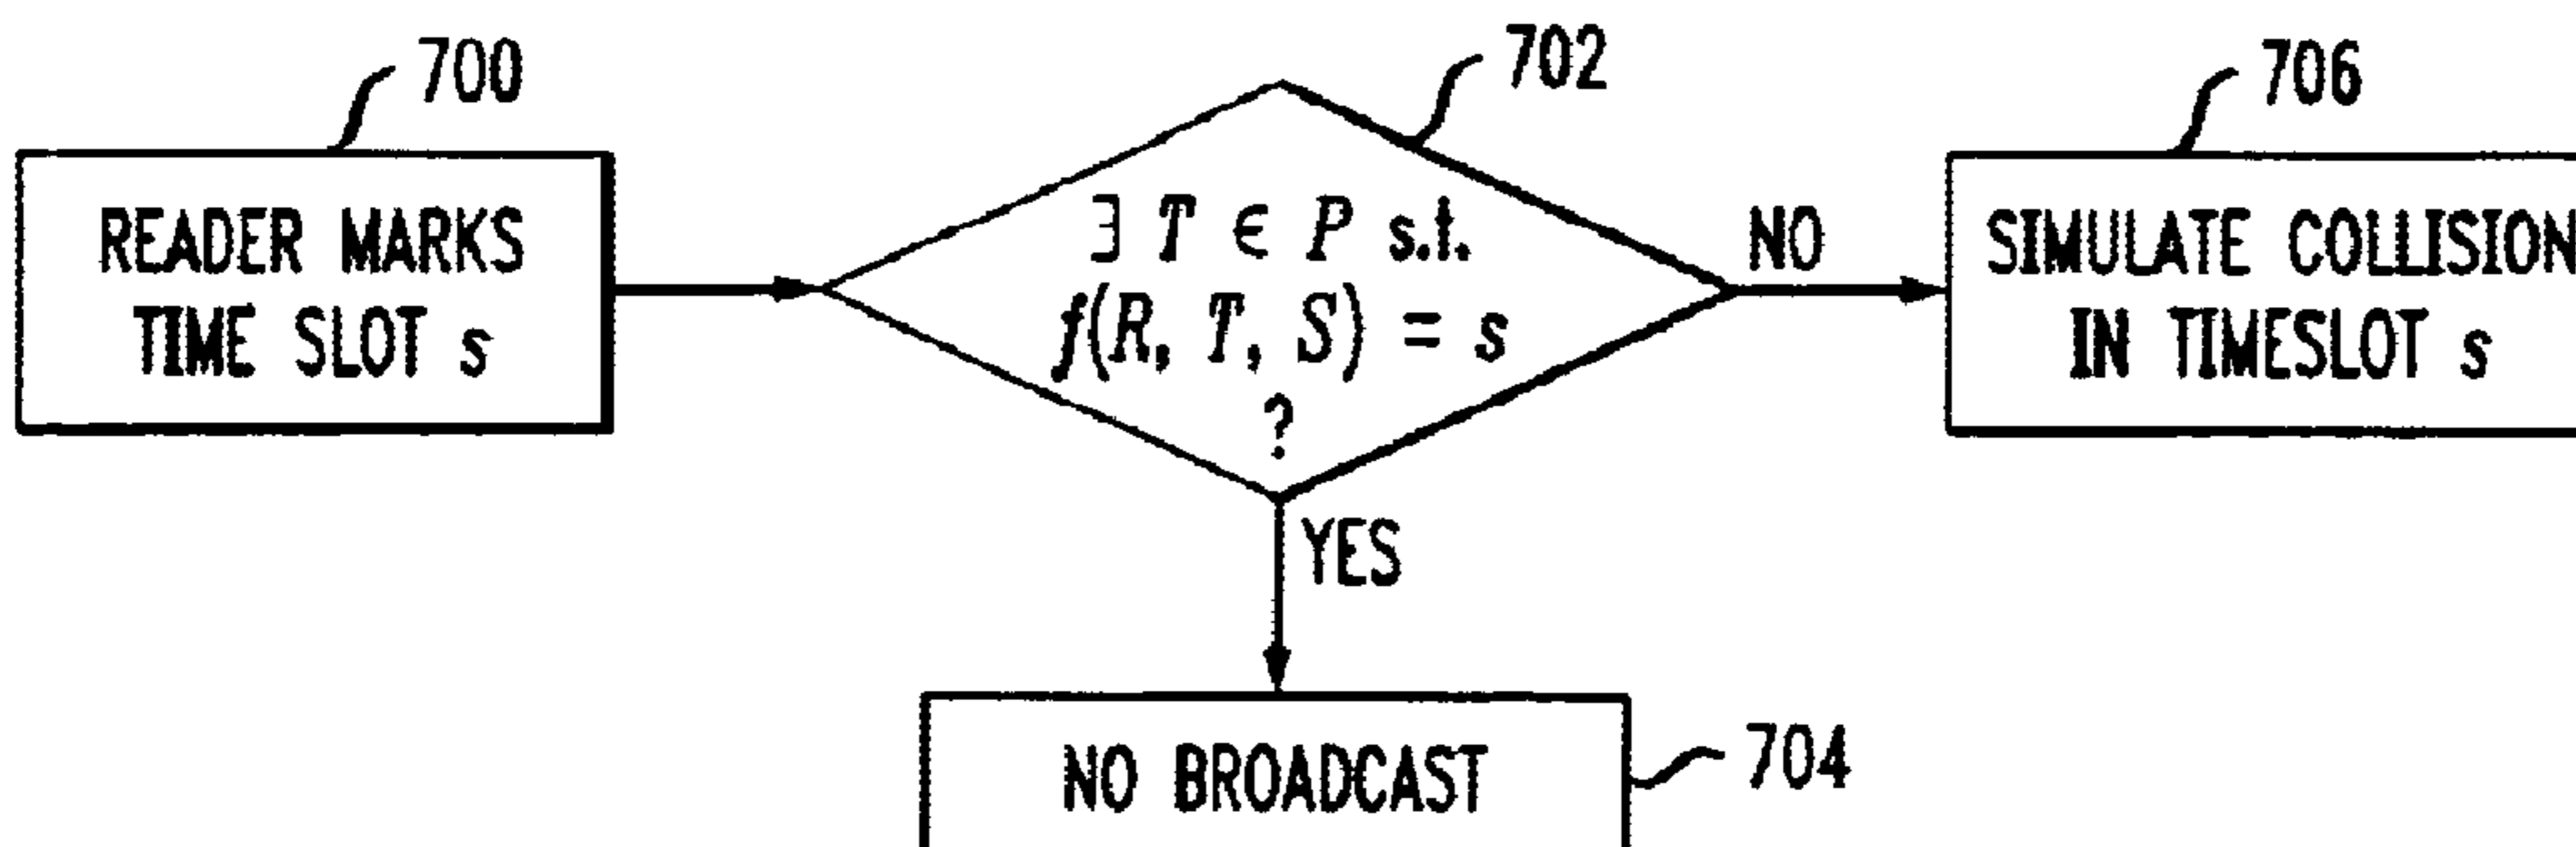 700
READER MARKS
TIME SLOT s
702
∃ T ∈ P s.t.
f(R, T, S) = s
?
NO
706
SIMULATE COLLISION
IN TIMESLOT s
YES
NO BROADCAST
704